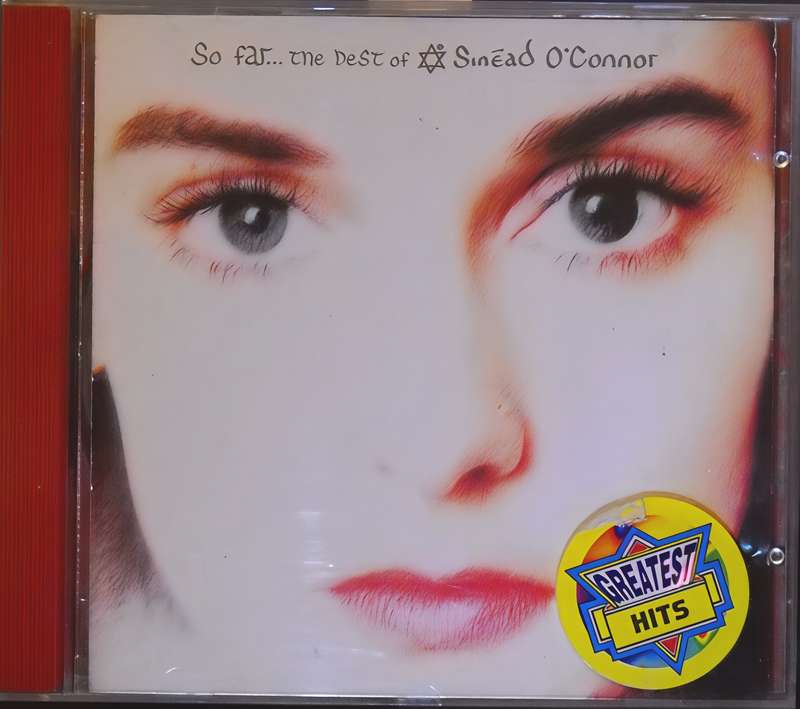 So far... the best of ✡ Sinéad O'Connor
GREATEST
HITS